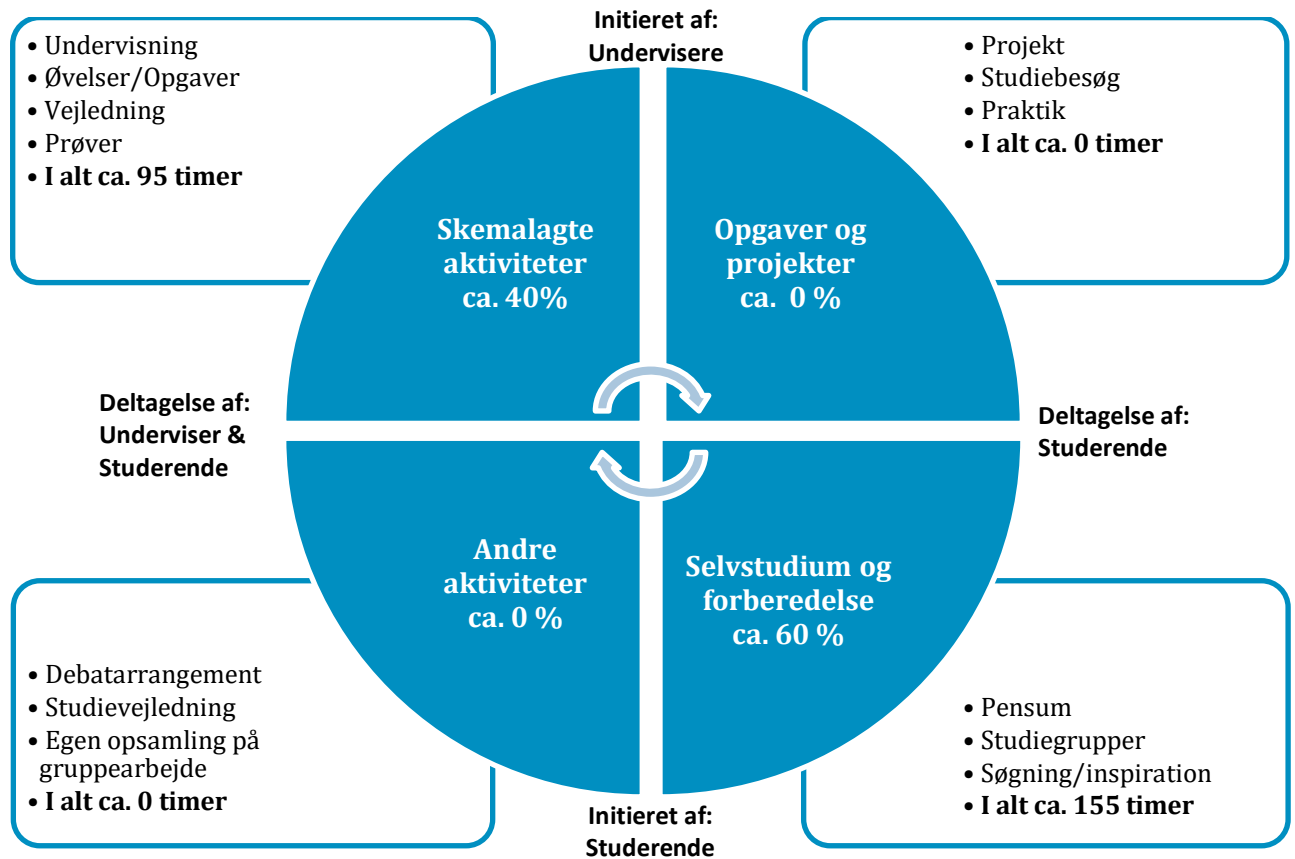 Initieret af:
Undervisere
• Undervisning
• Øvelser/Opgaver
• Vejledning
• Prøver
• I alt ca. 95 timer
• Projekt
• Studiebesøg
• Praktik
• I alt ca. 0 timer
Skemalagte
aktiviteter
ca. 40%
Opgaver og
projekter
ca. 0 %
Deltagelse af:
Underviser &
Studerende
Deltagelse af:
Studerende
Andre
aktiviteter
ca. 0 %
Selvstudium og
forberedelse
ca. 60 %
• Debatarrangement
• Studievejledning
• Egen opsamling på
gruppearbejde
• I alt ca. 0 timer
• Pensum
• Studiegrupper
• Søgning/inspiration
• I alt ca. 155 timer
Initieret af:
Studerende